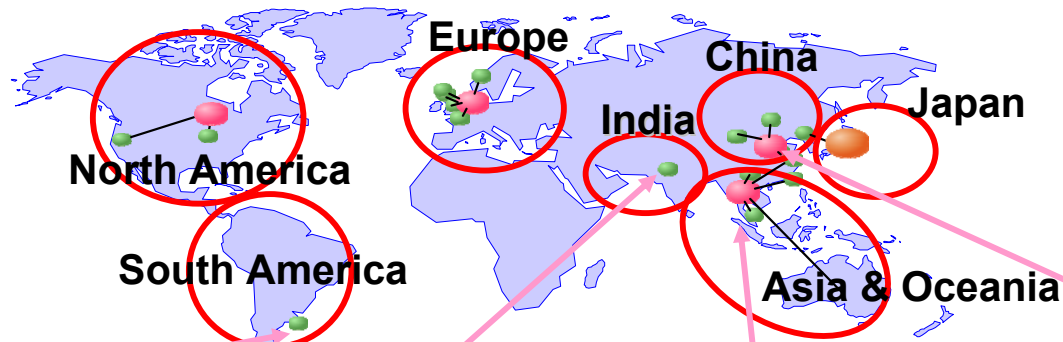 Europe
China
Japan
India
North America
South America
Asia & Oceania